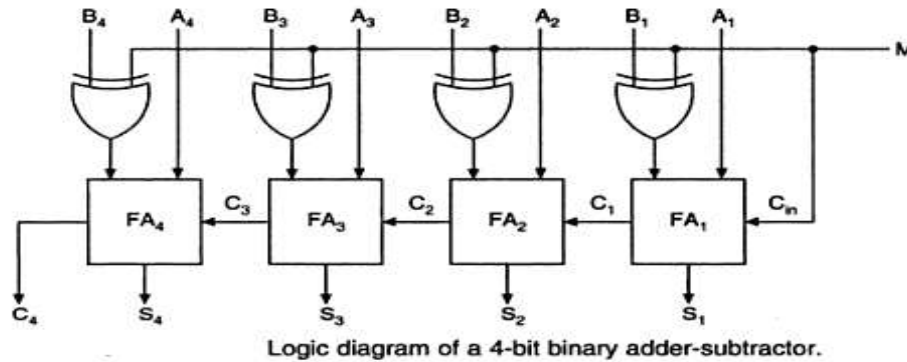 B₄ A₄ B₃ A₃ B₂ A₂ B₁ A₁
M
C₃ C₂ C₁ Cin
FA₄ FA₃ FA₂ FA₁
C₄ S₄ S₃ S₂ S₁
Logic diagram of a 4-bit binary adder-subtractor.